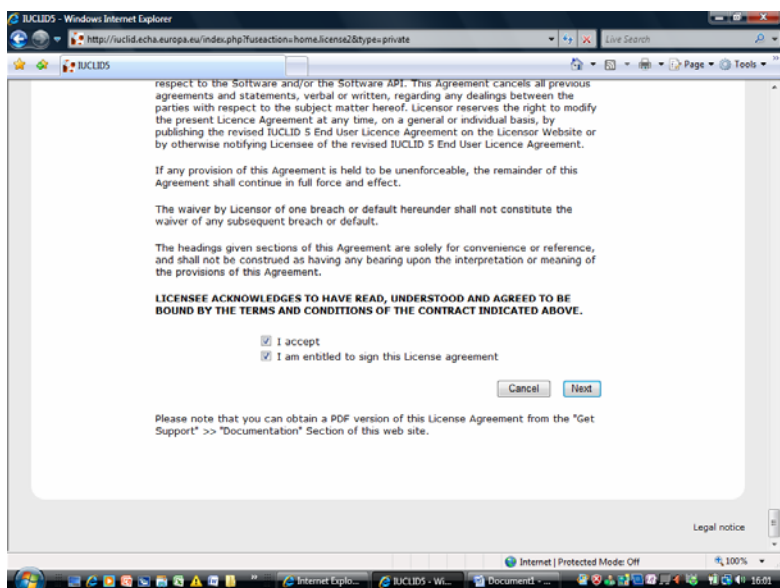 IUCLID5 - Windows Internet Explorer
http://iuclid.echa.europa.eu/index.php?fuseaction=home.license2&type=private
Live Search
IUCLID5
Page
Tools
respect to the Software and/or the Software API. This Agreement cancels all previous
agreements and statements, verbal or written, regarding any dealings between the
parties with respect to the subject matter hereof. Licensor reserves the right to modify
the present Licence Agreement at any time, on a general or individual basis, by
publishing the revised IUCLID 5 End User Licence Agreement on the Licensor Website or
by otherwise notifying Licensee of the revised IUCLID 5 End User Licence Agreement.
If any provision of this Agreement is held to be unenforceable, the remainder of this
Agreement shall continue in full force and effect.
The waiver by Licensor of one breach or default hereunder shall not constitute the
waiver of any subsequent breach or default.
The headings given sections of this Agreement are solely for convenience or reference,
and shall not be construed as having any bearing upon the interpretation or meaning of
the provisions of this Agreement.
LICENSEE ACKNOWLEDGES TO HAVE READ, UNDERSTOOD AND AGREED TO BE
BOUND BY THE TERMS AND CONDITIONS OF THE CONTRACT INDICATED ABOVE.
I accept
I am entitled to sign this License agreement
Cancel Next
Please note that you can obtain a PDF version of this License Agreement from the "Get
Support" >> "Documentation" Section of this web site.
Legal notice
Internet | Protected Mode: Off 100%
Internet Explo... IUCLID5 - Wi... Document1 - ... 16:01